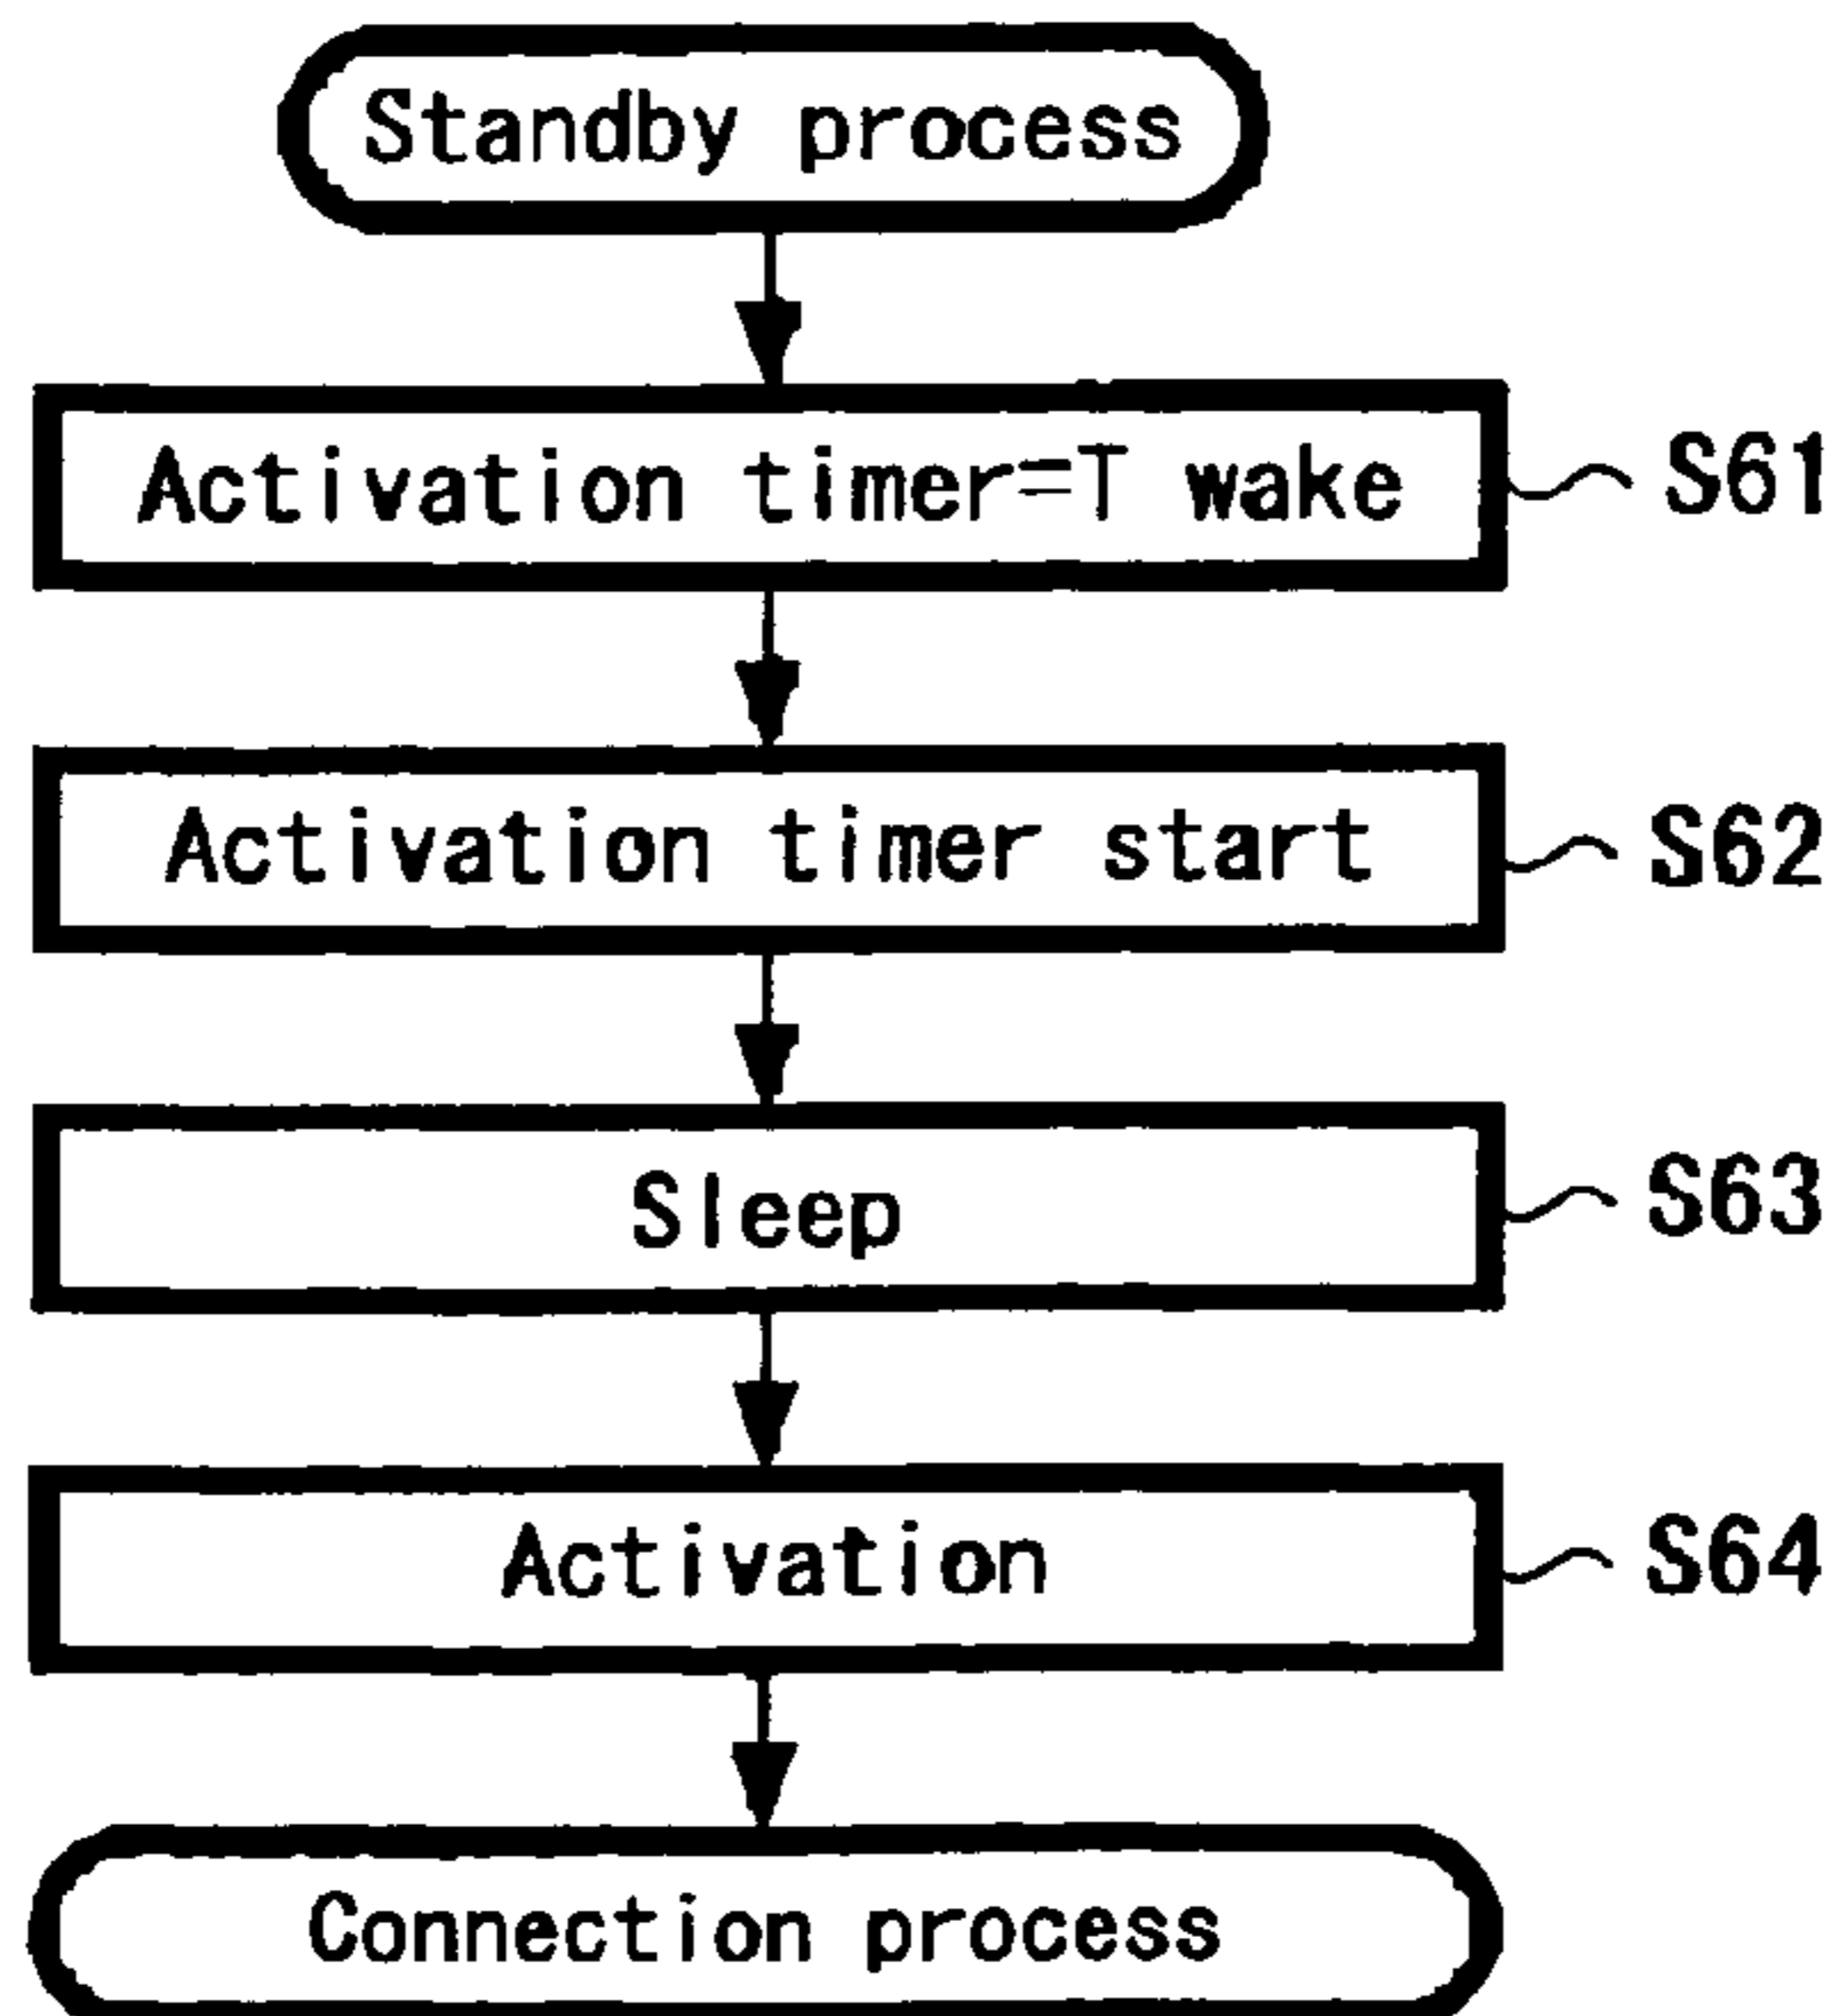 Standby process
Activation timer=T wake S61
Activation timer start S62
Sleep S63
Activation S64
Connection process